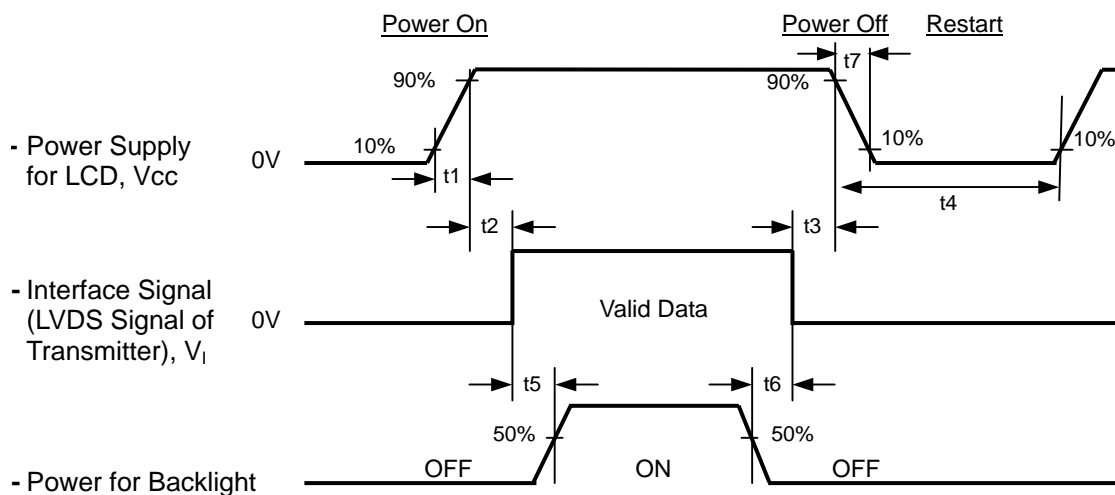 Power On
Power Off
Restart
90%
90%
t7
10%
10%
10%
- Power Supply
for LCD, Vcc
0V
t1
t4
t2
t3
- Interface Signal
(LVDS Signal of
Transmitter), VI
0V
Valid Data
t5
t6
50%
50%
- Power for Backlight
OFF
ON
OFF